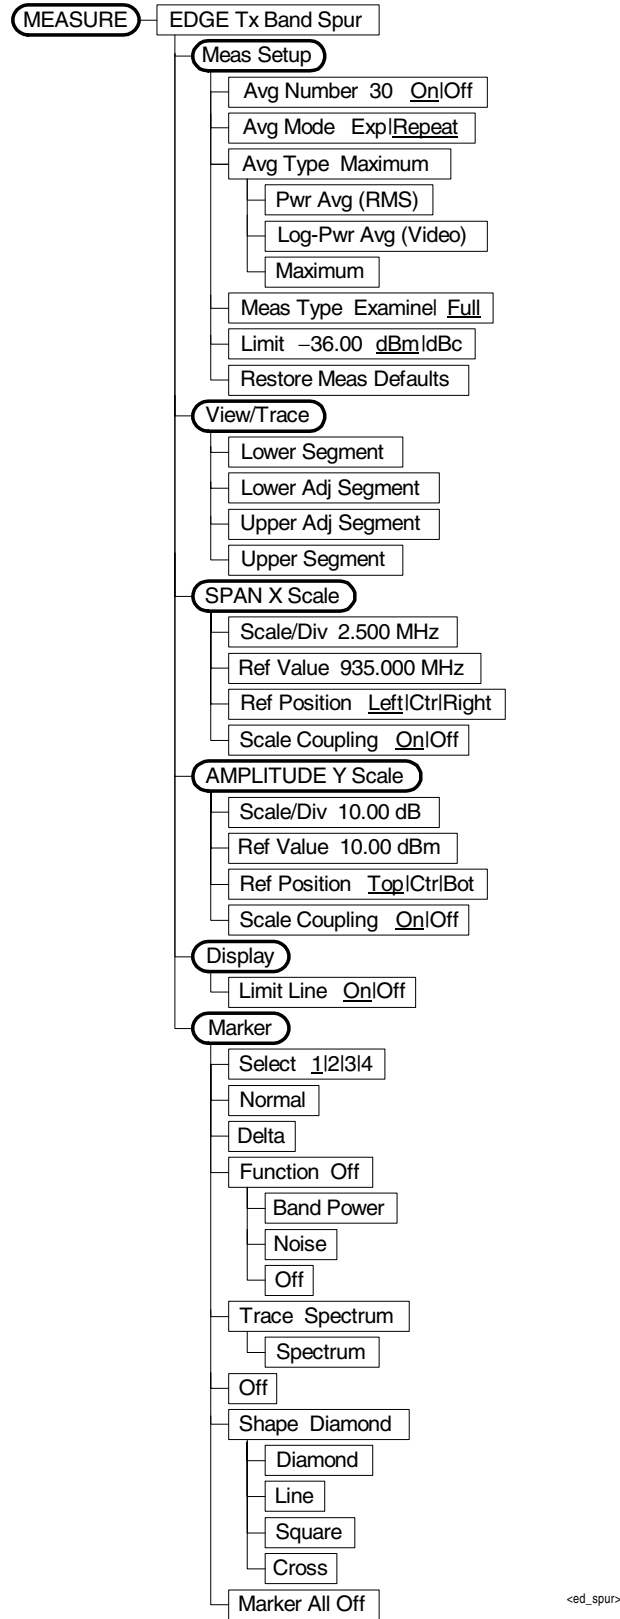 MEASURE EDGE Tx Band Spur
Meas Setup
Avg Number 30 On|Off
Avg Mode Exp|Repeat
Avg Type Maximum
Pwr Avg (RMS)
Log-Pwr Avg (Video)
Maximum
Meas Type Examine| Full
Limit −36.00 dBm|dBc
Restore Meas Defaults
View/Trace
Lower Segment
Lower Adj Segment
Upper Adj Segment
Upper Segment
SPAN X Scale
Scale/Div 2.500 MHz
Ref Value 935.000 MHz
Ref Position Left|Ctr|Right
Scale Coupling On|Off
AMPLITUDE Y Scale
Scale/Div 10.00 dB
Ref Value 10.00 dBm
Ref Position Top|Ctr|Bot
Scale Coupling On|Off
Display
Limit Line On|Off
Marker
Select 1|2|3|4
Normal
Delta
Function Off
Band Power
Noise
Off
Trace Spectrum
Spectrum
Off
Shape Diamond
Diamond
Line
Square
Cross
Marker All Off
<ed_spur>